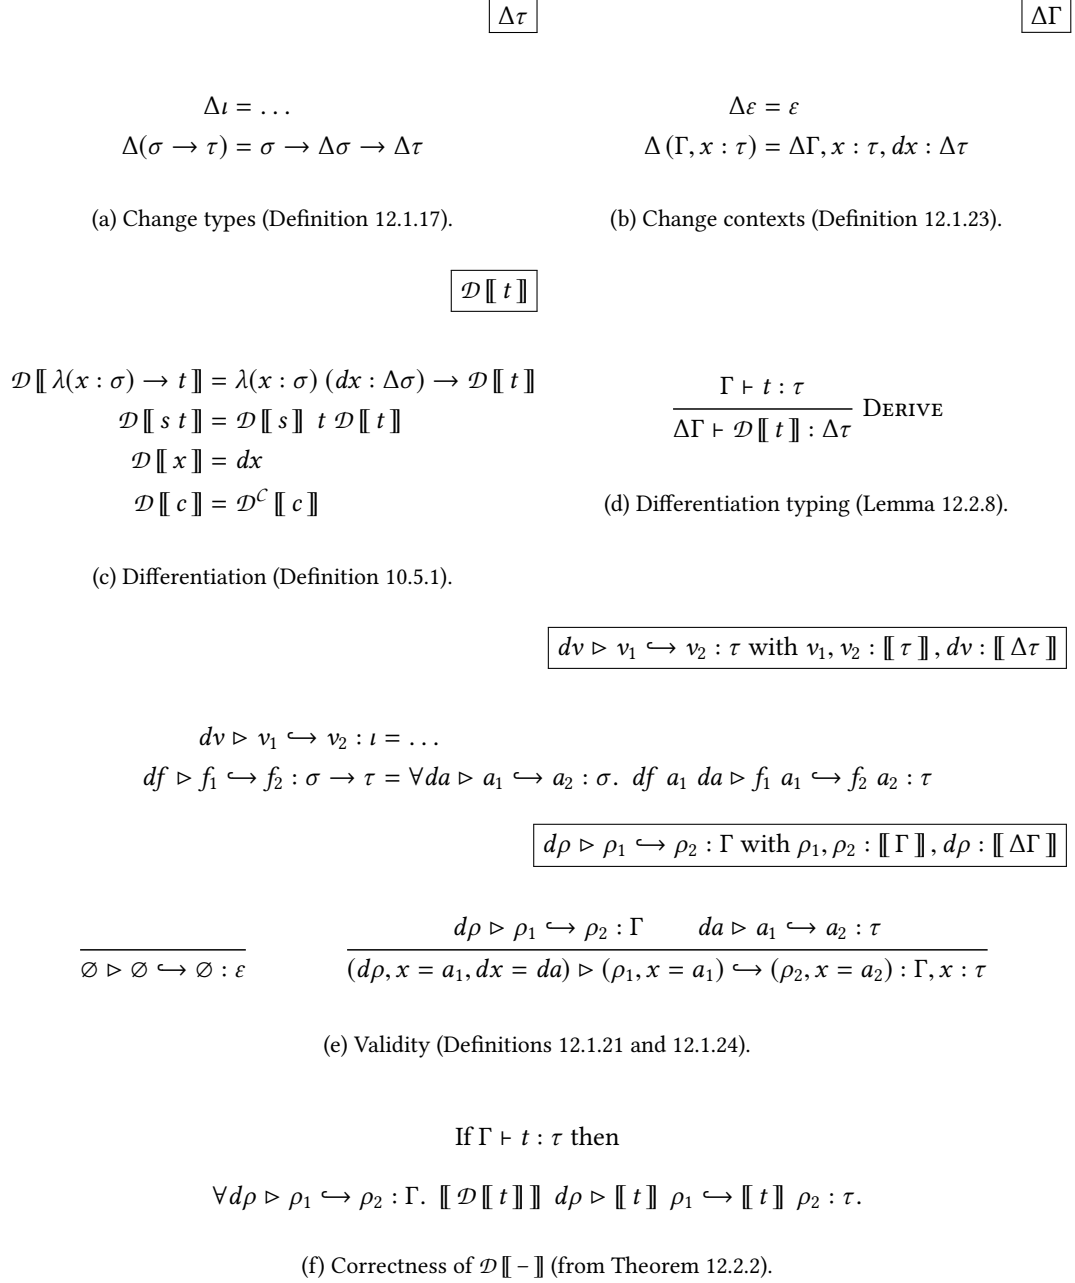 Δτ
ΔΓ
Δι = . . .
Δ(σ → τ) = σ → Δσ → Δτ
Δε = ε
Δ (Γ, x : τ) = ΔΓ, x : τ, dx : Δτ
(a) Change types (Definition 12.1.17).
(b) Change contexts (Definition 12.1.23).
𝒟⟦ t ⟧
𝒟⟦ λ(x : σ) → t ⟧ = λ(x : σ) (dx : Δσ) → 𝒟⟦ t ⟧
𝒟⟦ s t ⟧ = 𝒟⟦ s ⟧ t 𝒟⟦ t ⟧
𝒟⟦ x ⟧ = dx
𝒟⟦ c ⟧ = 𝒟^𝒞 ⟦ c ⟧
(c) Differentiation (Definition 10.5.1).
Γ ⊢ t : τ
DERIVE
ΔΓ ⊢ 𝒟⟦ t ⟧ : Δτ
(d) Differentiation typing (Lemma 12.2.8).
dv ▷ v₁ ↪ v₂ : τ with v₁, v₂ : ⟦ τ ⟧, dv : ⟦ Δτ ⟧
dv ▷ v₁ ↪ v₂ : ι = . . .
df ▷ f₁ ↪ f₂ : σ → τ = ∀da ▷ a₁ ↪ a₂ : σ. df a₁ da ▷ f₁ a₁ ↪ f₂ a₂ : τ
dρ ▷ ρ₁ ↪ ρ₂ : Γ with ρ₁, ρ₂ : ⟦ Γ ⟧, dρ : ⟦ ΔΓ ⟧
∅ ▷ ∅ ↪ ∅ : ε
dρ ▷ ρ₁ ↪ ρ₂ : Γ da ▷ a₁ ↪ a₂ : τ
(dρ, x = a₁, dx = da) ▷ (ρ₁, x = a₁) ↪ (ρ₂, x = a₂) : Γ, x : τ
(e) Validity (Definitions 12.1.21 and 12.1.24).
If Γ ⊢ t : τ then
∀dρ ▷ ρ₁ ↪ ρ₂ : Γ. ⟦ 𝒟⟦ t ⟧ ⟧ dρ ▷ ⟦ t ⟧ ρ₁ ↪ ⟦ t ⟧ ρ₂ : τ.
(f) Correctness of 𝒟⟦ – ⟧ (from Theorem 12.2.2).